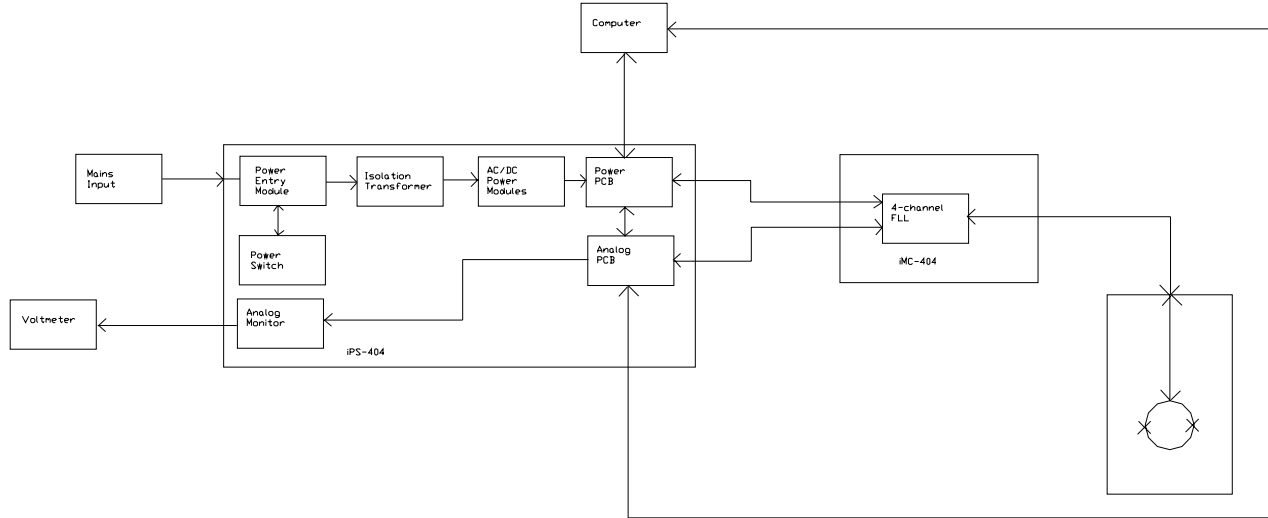 Computer
Mains
Input
Power
Entry
Module
Isolation
Transformer
AC/DC
Power
Modules
Power
PCB
4-channel
FLL
iMC-404
Power
Switch
Analog
PCB
Voltmeter
Analog
Monitor
iPS-404